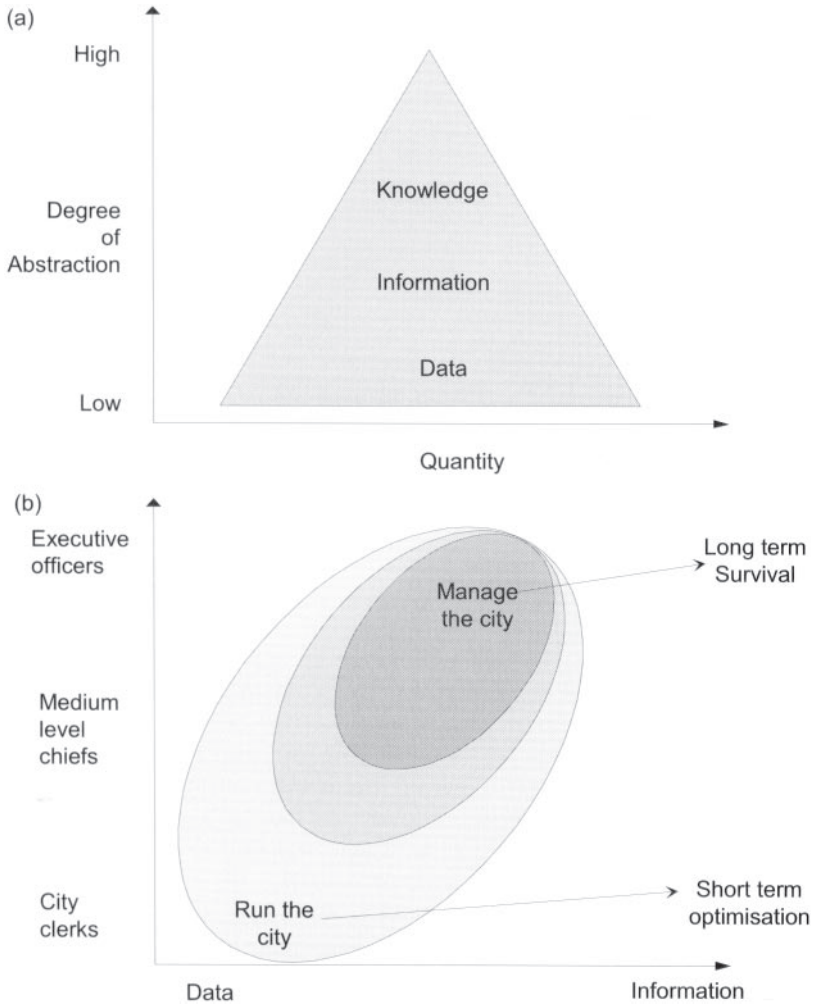 (a)
High
Knowledge
Degree
of
Abstraction
Information
Data
Low
Quantity
(b)
Executive
officers
Long term
Survival
Manage
the city
Medium
level
chiefs
City
clerks
Run the
city
Short term
optimisation
Data
Information